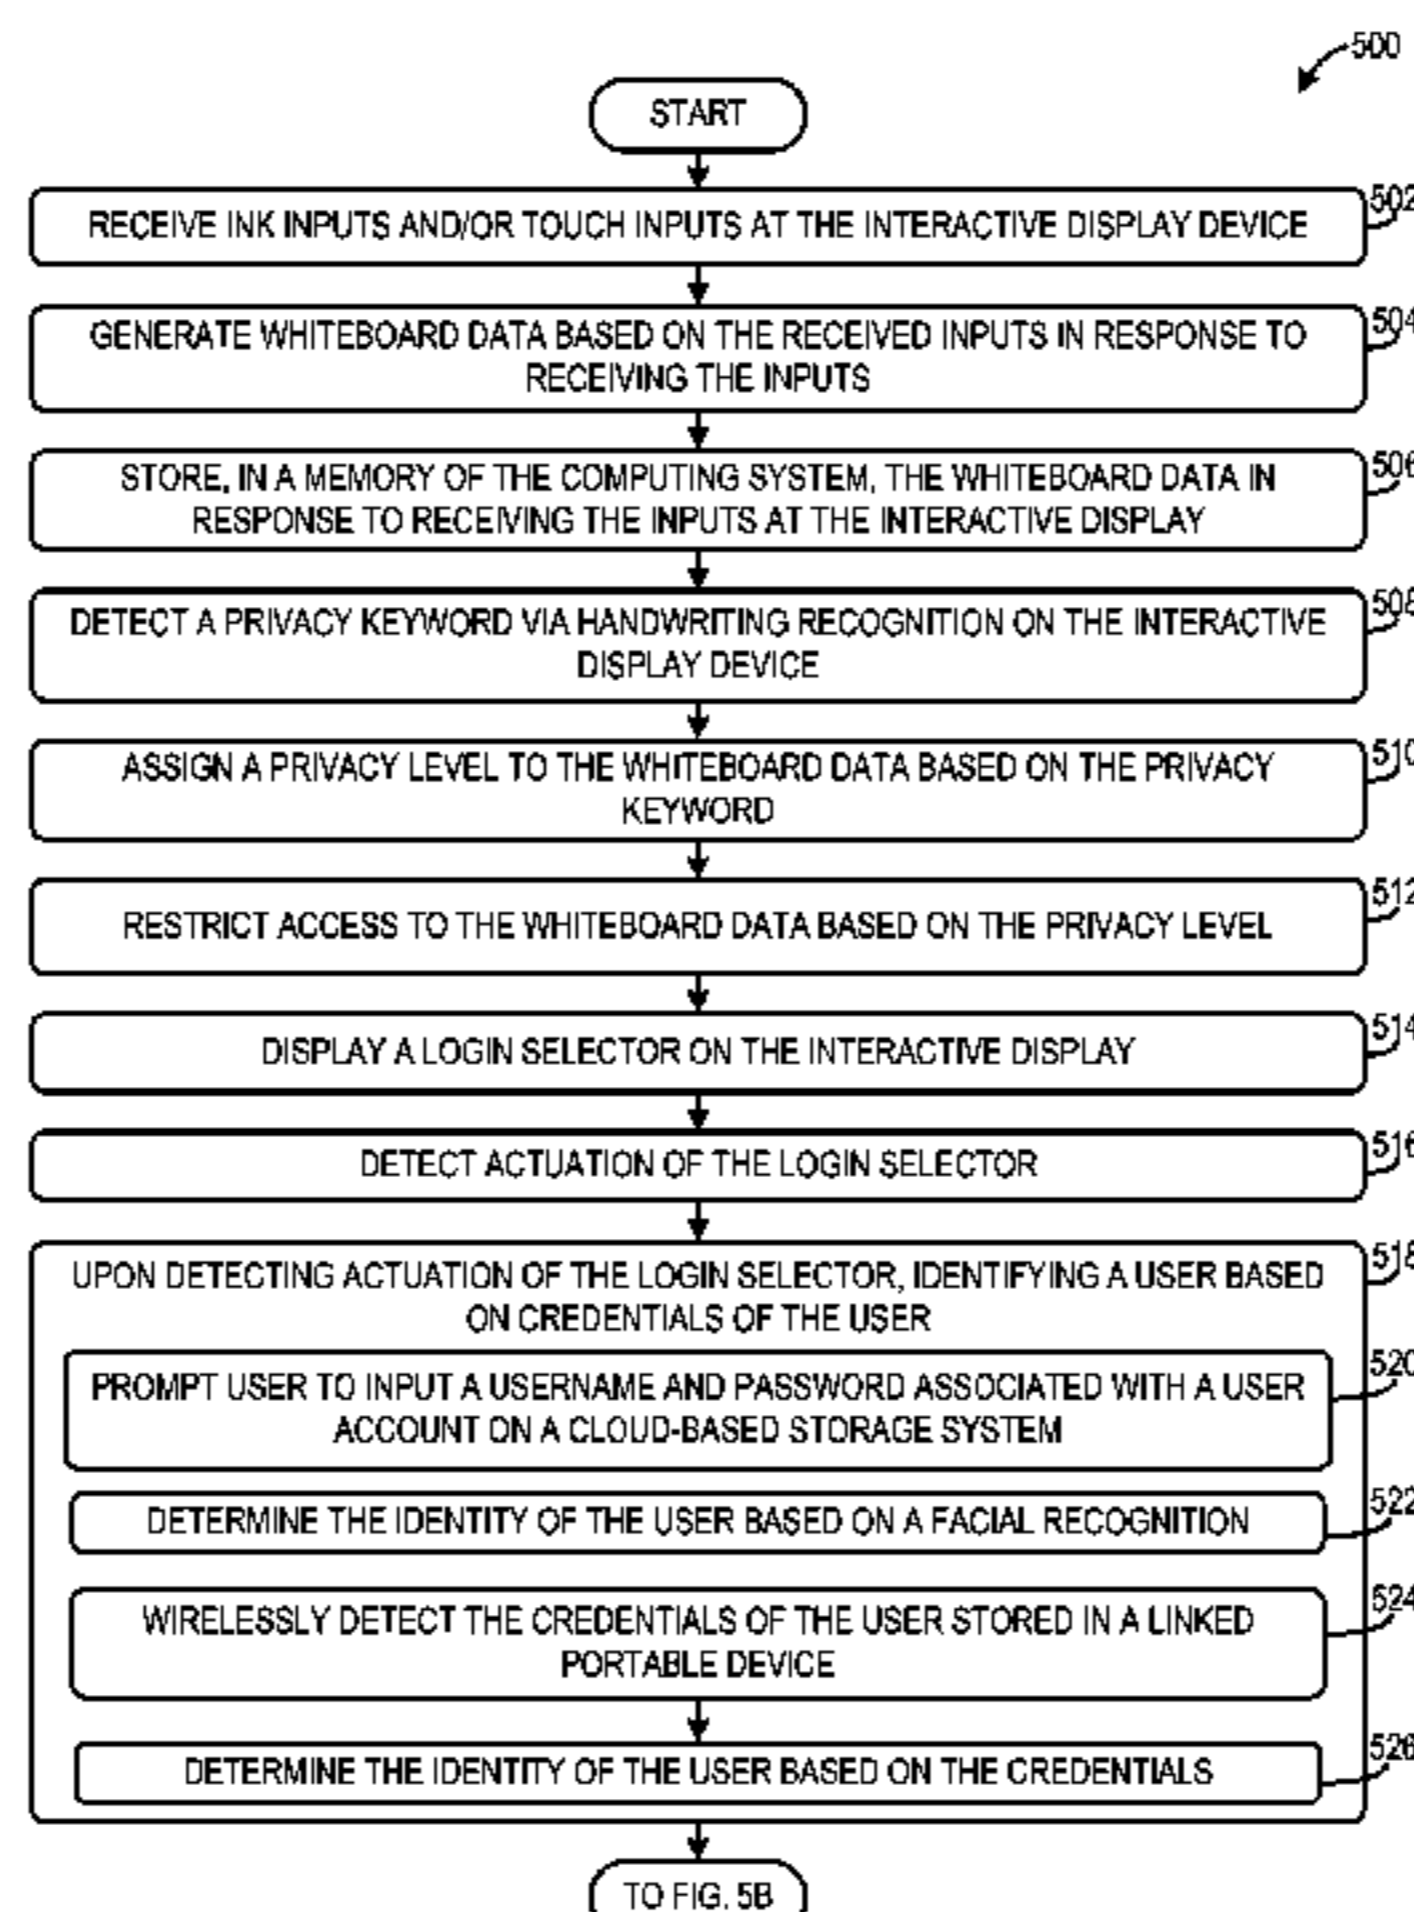 500
START
502
RECEIVE INK INPUTS AND/OR TOUCH INPUTS AT THE INTERACTIVE DISPLAY DEVICE
504
GENERATE WHITEBOARD DATA BASED ON THE RECEIVED INPUTS IN RESPONSE TO
RECEIVING THE INPUTS
506
STORE, IN A MEMORY OF THE COMPUTING SYSTEM, THE WHITEBOARD DATA IN
RESPONSE TO RECEIVING THE INPUTS AT THE INTERACTIVE DISPLAY
508
DETECT A PRIVACY KEYWORD VIA HANDWRITING RECOGNITION ON THE INTERACTIVE
DISPLAY DEVICE
510
ASSIGN A PRIVACY LEVEL TO THE WHITEBOARD DATA BASED ON THE PRIVACY
KEYWORD
512
RESTRICT ACCESS TO THE WHITEBOARD DATA BASED ON THE PRIVACY LEVEL
514
DISPLAY A LOGIN SELECTOR ON THE INTERACTIVE DISPLAY
516
DETECT ACTUATION OF THE LOGIN SELECTOR
518
UPON DETECTING ACTUATION OF THE LOGIN SELECTOR, IDENTIFYING A USER BASED
ON CREDENTIALS OF THE USER
520
PROMPT USER TO INPUT A USERNAME AND PASSWORD ASSOCIATED WITH A USER
ACCOUNT ON A CLOUD-BASED STORAGE SYSTEM
522
DETERMINE THE IDENTITY OF THE USER BASED ON A FACIAL RECOGNITION
524
WIRELESSLY DETECT THE CREDENTIALS OF THE USER STORED IN A LINKED
PORTABLE DEVICE
526
DETERMINE THE IDENTITY OF THE USER BASED ON THE CREDENTIALS
TO FIG. 5B